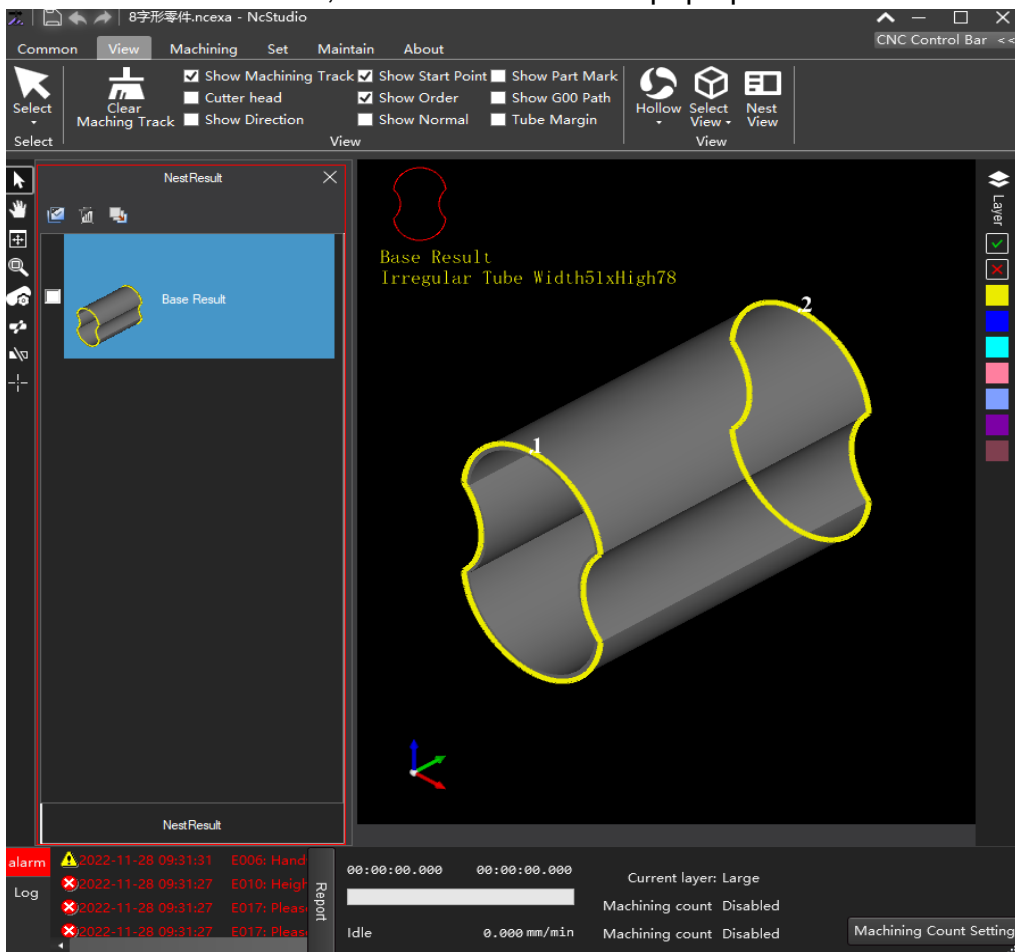 8字形零件.ncexa - NcStudio
CNC Control Bar <<
Common View Machining Set Maintain About
Select
Select
Clear
Maching Track
Show Machining Track
Cutter head
Show Direction
Show Start Point
Show Order
Show Normal
Show Part Mark
Show G00 Path
Tube Margin
View
Hollow
Select
View
Nest
View
View
NestResult
Base Result
NestResult
Base Result
Irregular Tube Width51xHigh78
1
2
Layer
alarm
Log
2022-11-28 09:31:31 E006: Hand
2022-11-28 09:31:27 E010: Heigh
2022-11-28 09:31:27 E017: Pleas
2022-11-28 09:31:27 E017: Pleas
Report
00:00:00.000 00:00:00.000
Idle 0.000 mm/min
Current layer: Large
Machining count Disabled
Machining count Disabled
Machining Count Setting